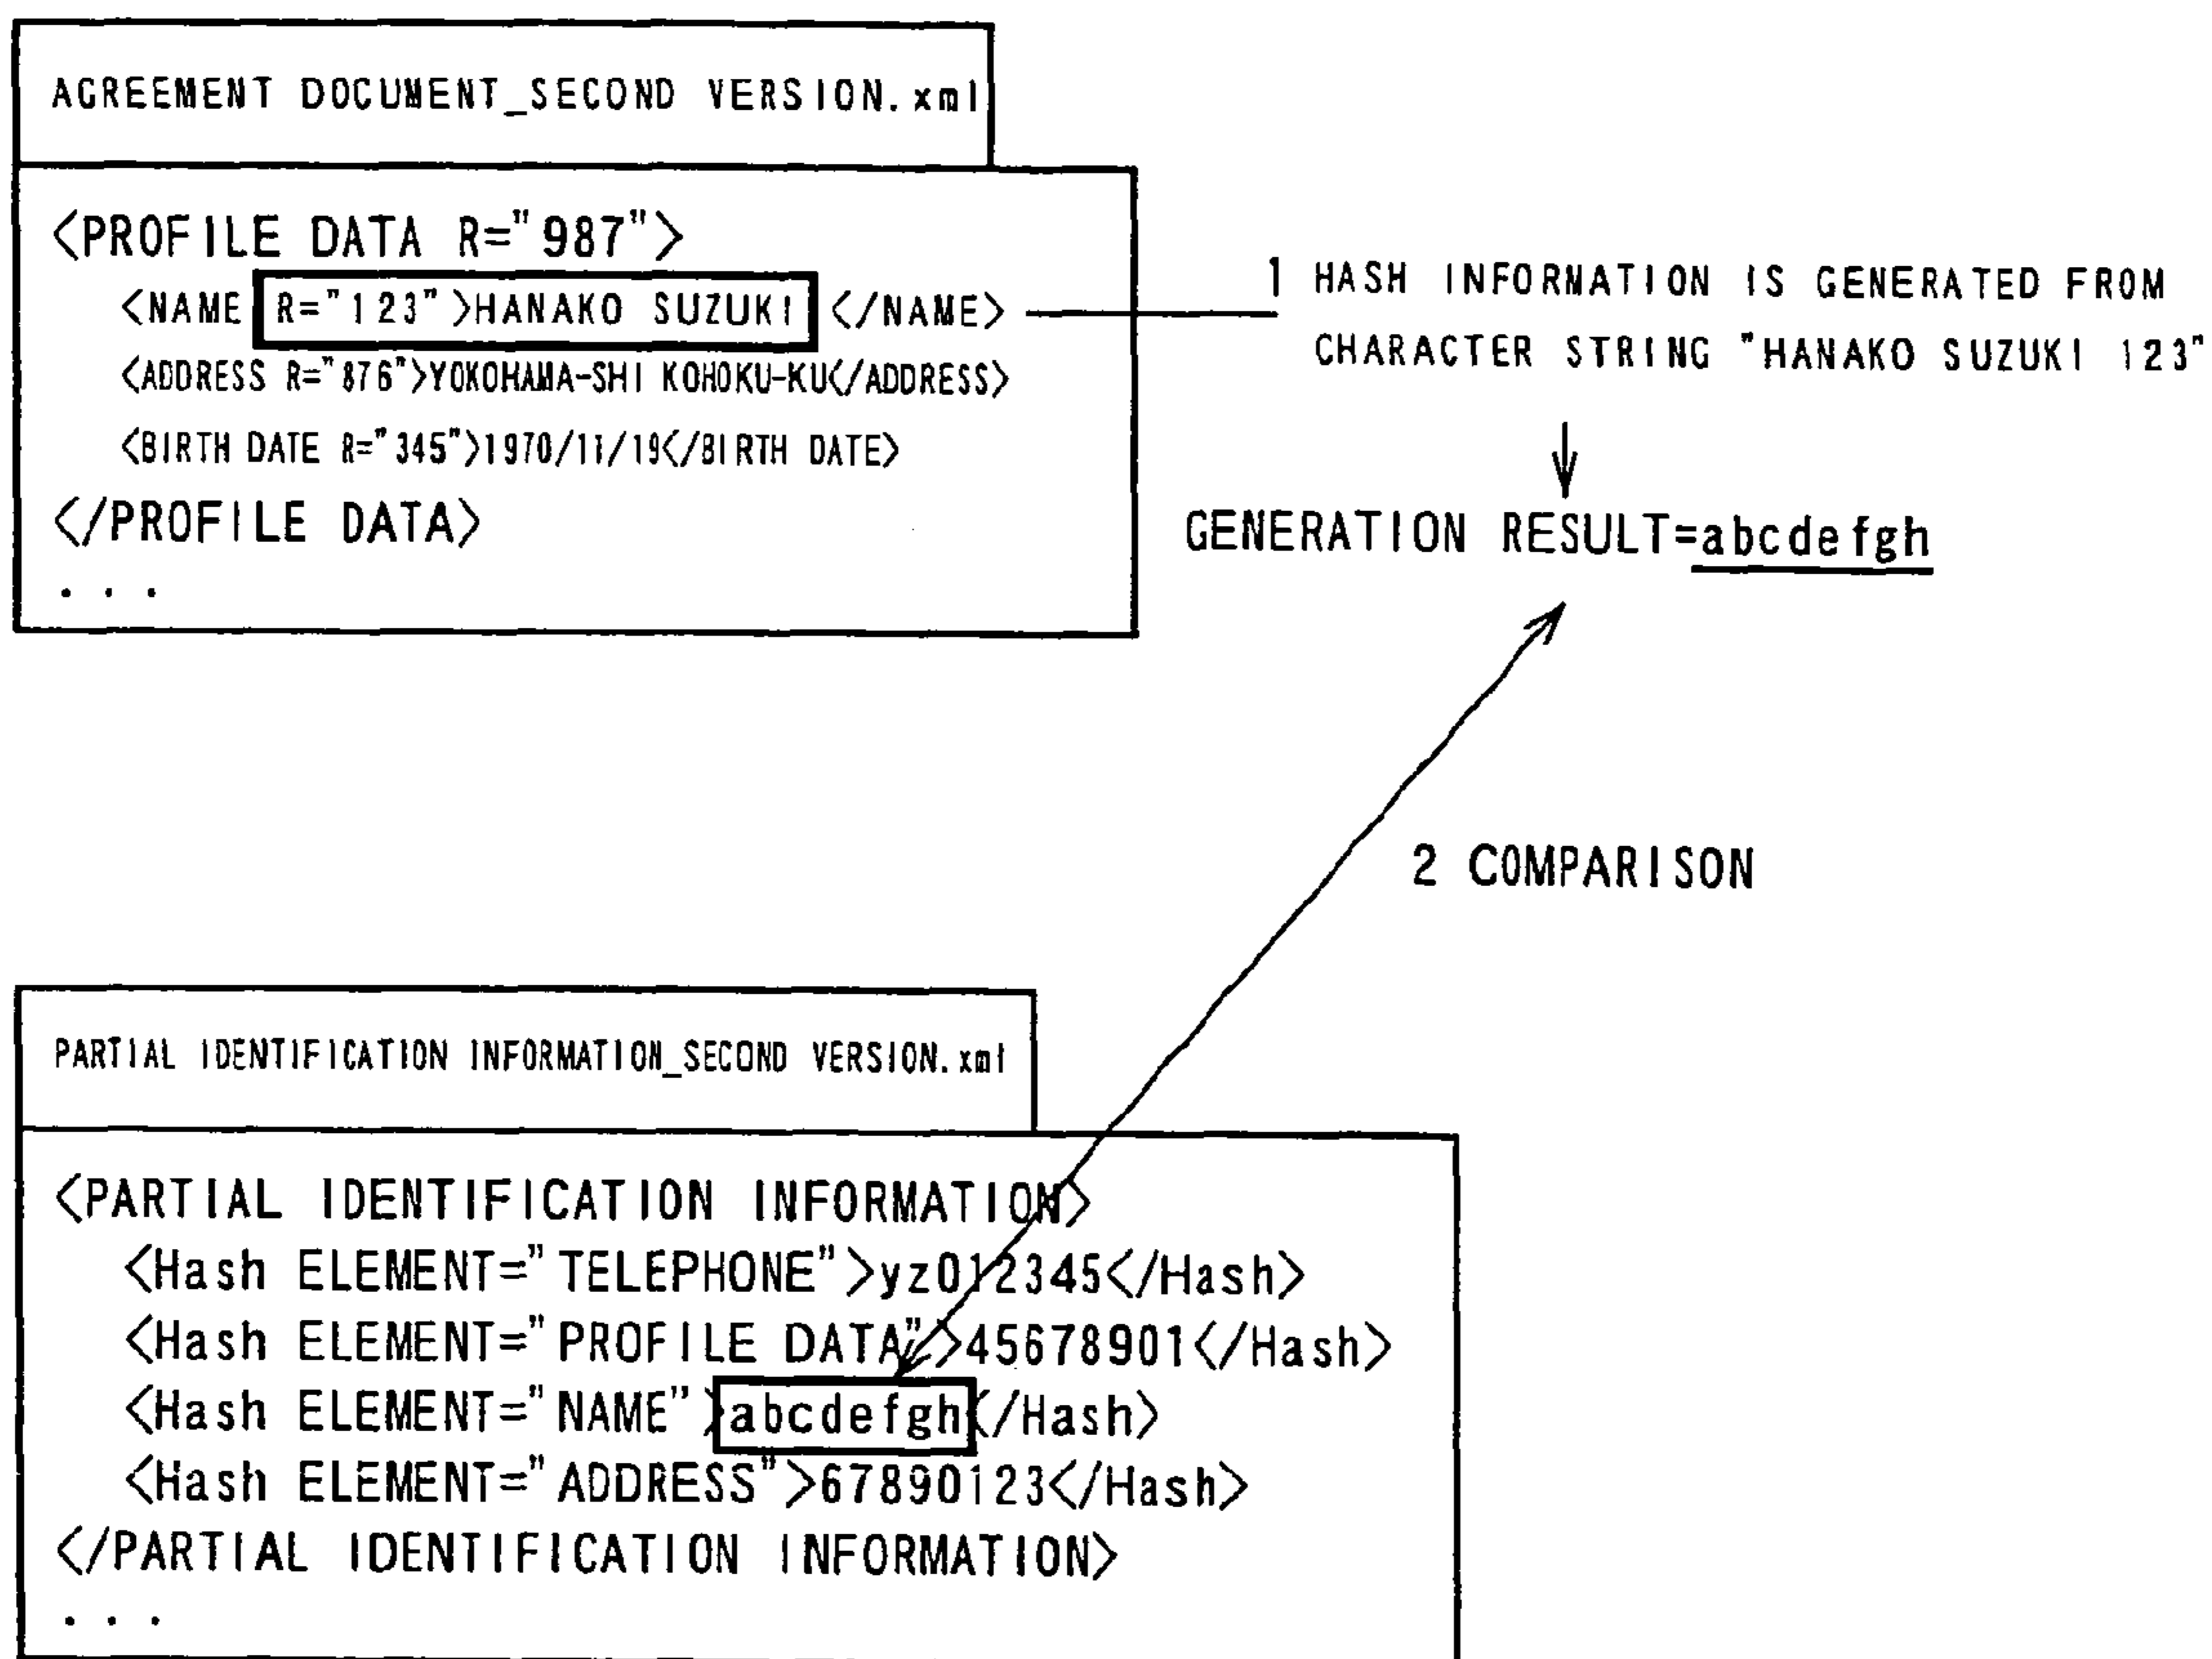 AGREEMENT DOCUMENT_SECOND VERSION.xml
<PROFILE DATA R="987">
<NAME R="123">HANAKO SUZUKI </NAME>
<ADDRESS R="876">YOKOHAMA-SHI KOHOKU-KU</ADDRESS>
<BIRTH DATE R="345">1970/11/19</BIRTH DATE>
</PROFILE DATA>
...
1 HASH INFORMATION IS GENERATED FROM
CHARACTER STRING "HANAKO SUZUKI 123"
GENERATION RESULT=abcdefgh
2 COMPARISON
PARTIAL IDENTIFICATION INFORMATION_SECOND VERSION.xml
<PARTIAL IDENTIFICATION INFORMATION>
<Hash ELEMENT="TELEPHONE">yz012345</Hash>
<Hash ELEMENT="PROFILE DATA">45678901</Hash>
<Hash ELEMENT="NAME">abcdefgh</Hash>
<Hash ELEMENT="ADDRESS">67890123</Hash>
</PARTIAL IDENTIFICATION INFORMATION>
...